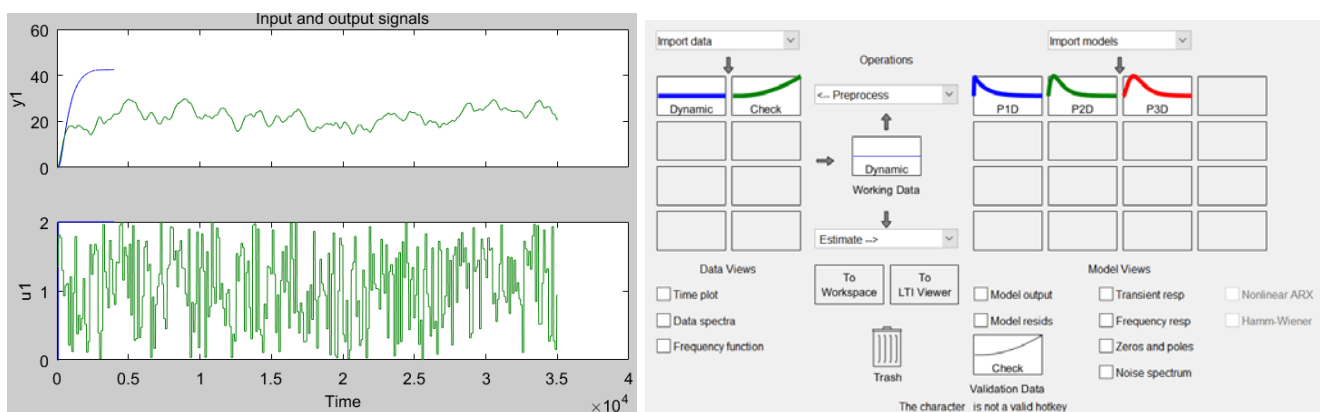 Input and output signals
60
40
20
0
y1
2
1
0
u1
0 0.5 1 1.5 2 2.5 3 3.5 4
Time
×10^4
Import data
Import models
Operations
Dynamic
Check
<-- Preprocess
P1D
P2D
P3D
Dynamic
Working Data
Estimate -->
Data Views
Time plot
Data spectra
Frequency function
To
Workspace
To
LTI Viewer
Trash
Model Views
Model output
Transient resp
Nonlinear ARX
Model resids
Frequency resp
Hamm-Wiener
Zeros and poles
Noise spectrum
Check
Validation Data
The character is not a valid hotkey